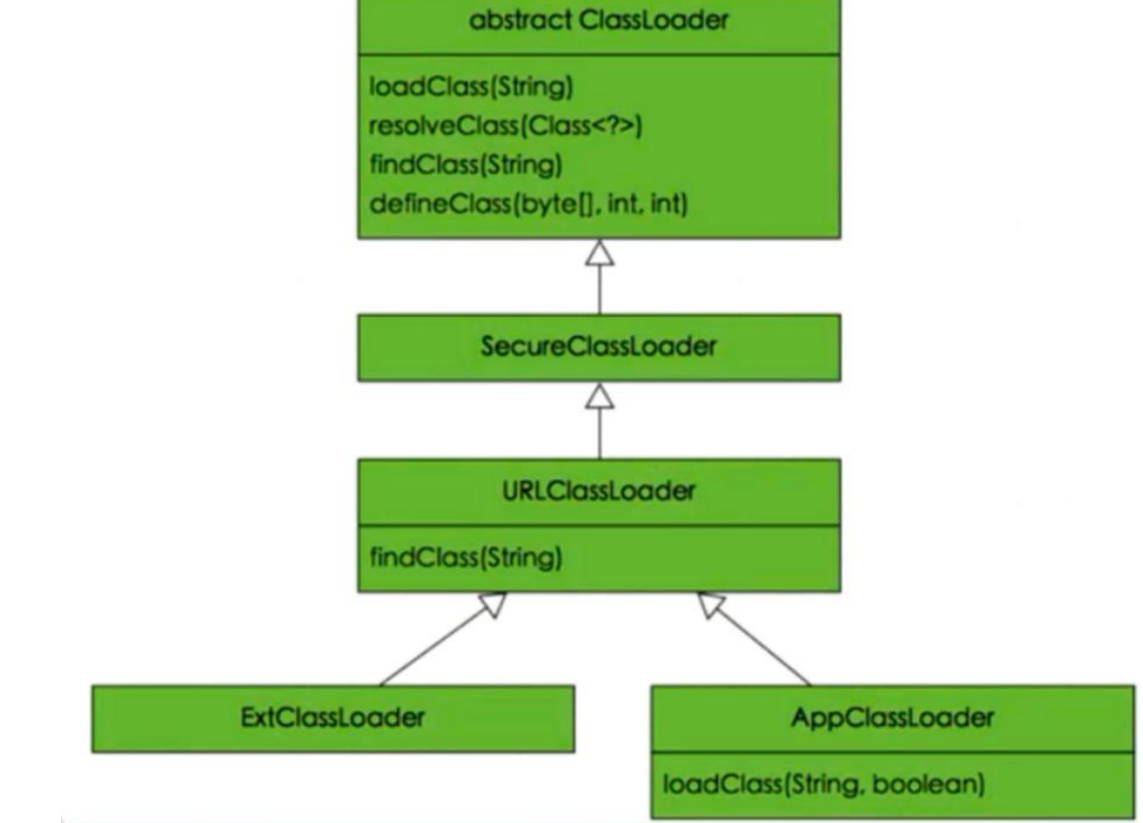 abstract ClassLoader
loadClass(String)
resolveClass(Class<?>)
findClass(String)
defineClass(byte[], int, int)
SecureClassLoader
URLClassLoader
findClass(String)
ExtClassLoader
AppClassLoader
loadClass(String, boolean)